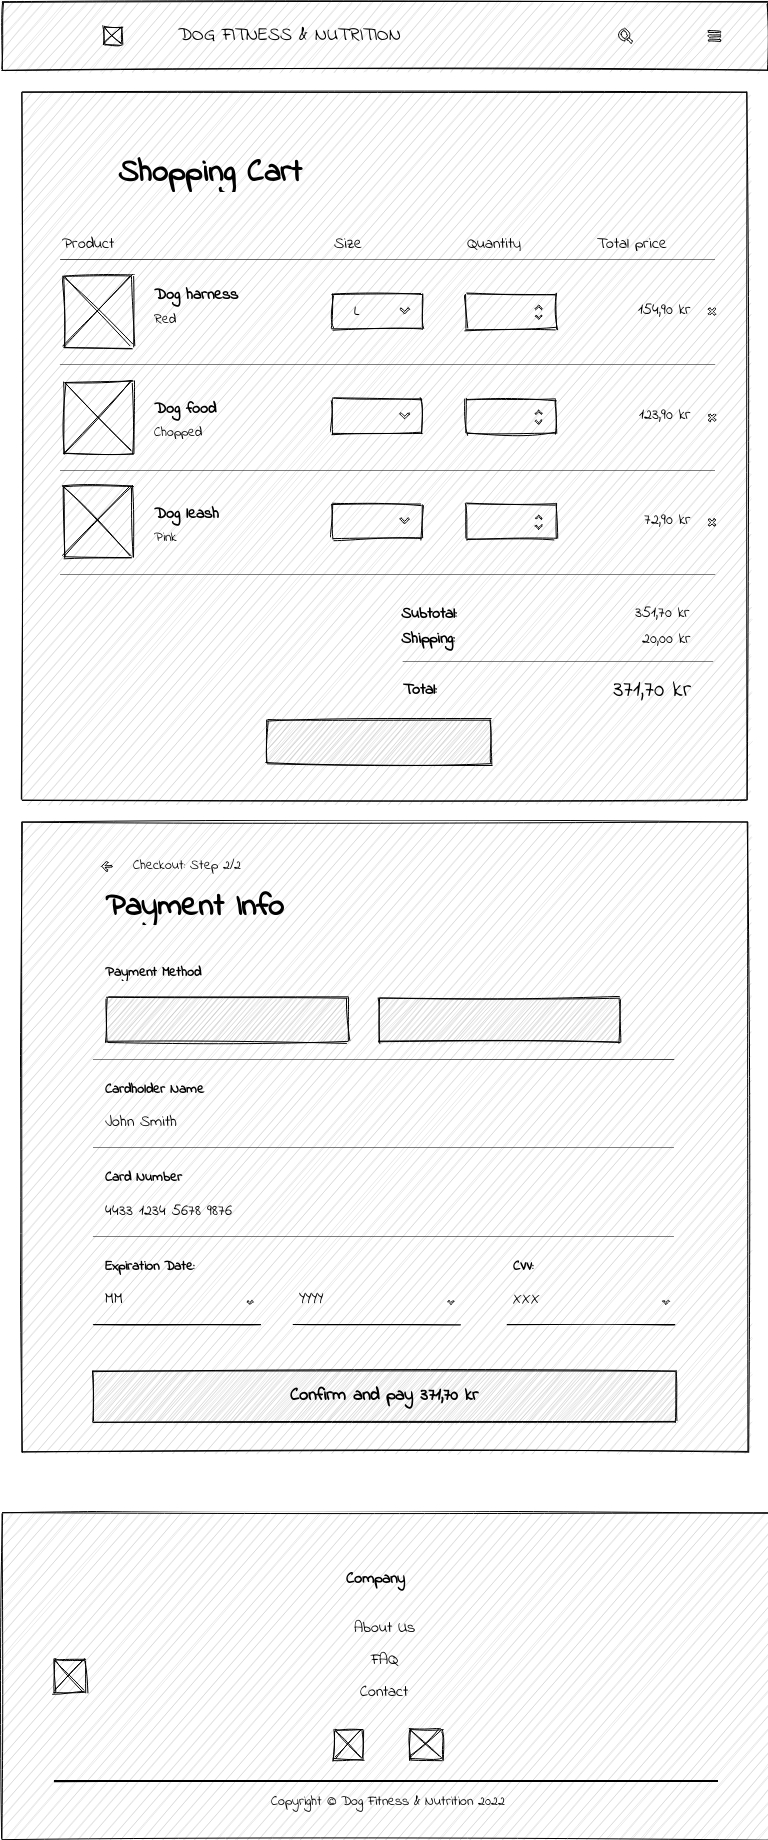 DOG FITNESS & NUTRITION
Shopping Cart
Product Size Quantity Total price
Dog harness
Red
L
154,90 kr
Dog food
Chopped
123,90 kr
Dog leash
Pink
72,90 kr
Subtotal: 351,70 kr
Shipping: 20,00 kr
Total: 371,70 kr
Checkout: Step 2/2
Payment Info
Payment Method
Cardholder Name
John Smith
Card Number
4433 1234 5678 9876
Expiration Date: CVV:
MM YYYY XXX
Confirm and pay 371,70 kr
Company
About Us
FAQ
Contact
Copyright © Dog Fitness & Nutrition 2022